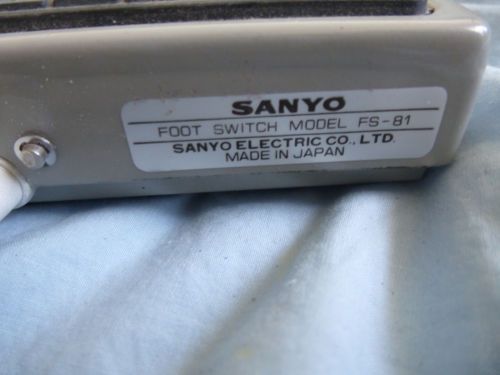 SANYO
FOOT SWITCH MODEL FS-81
SANYO ELECTRIC CO., LTD.
MADE IN JAPAN